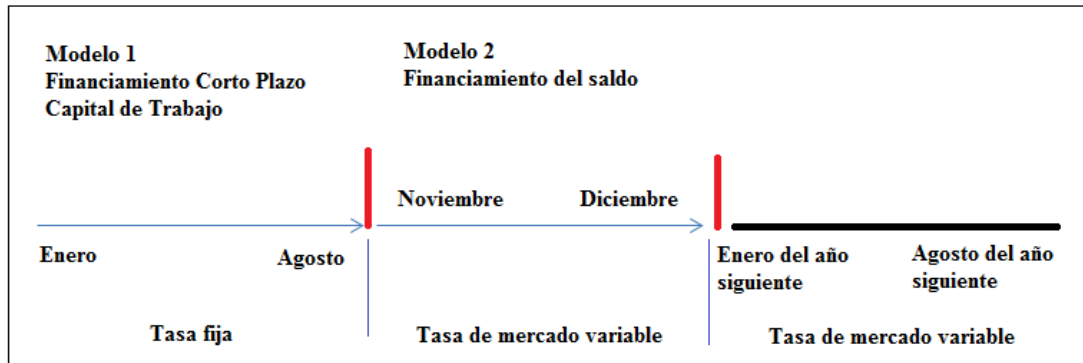 Modelo 1
Financiamiento Corto Plazo
Capital de Trabajo
Modelo 2
Financiamiento del saldo
Noviembre
Diciembre
Enero
Agosto
Enero del año
siguiente
Agosto del año
siguiente
Tasa fija
Tasa de mercado variable
Tasa de mercado variable